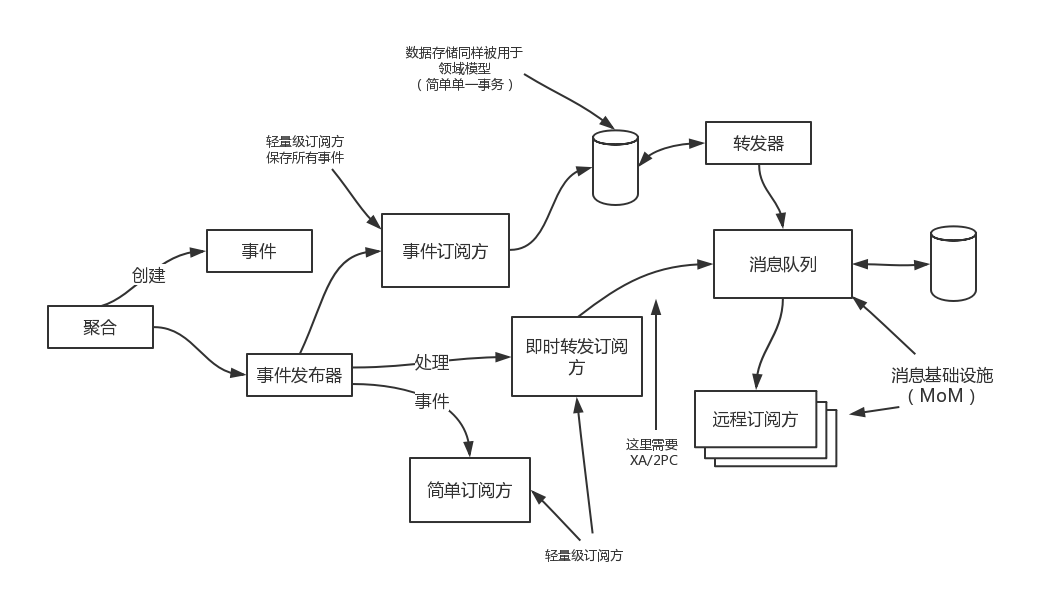 数据存储同样被用于
领域模型
（简单单一事务）
轻量级订阅方
保存所有事件
转发器
事件
事件订阅方
消息队列
创建
聚合
事件发布器
处理
即时转发订阅
方
事件
消息基础设施
（MoM）
远程订阅方
这里需要
XA/2PC
简单订阅方
轻量级订阅方